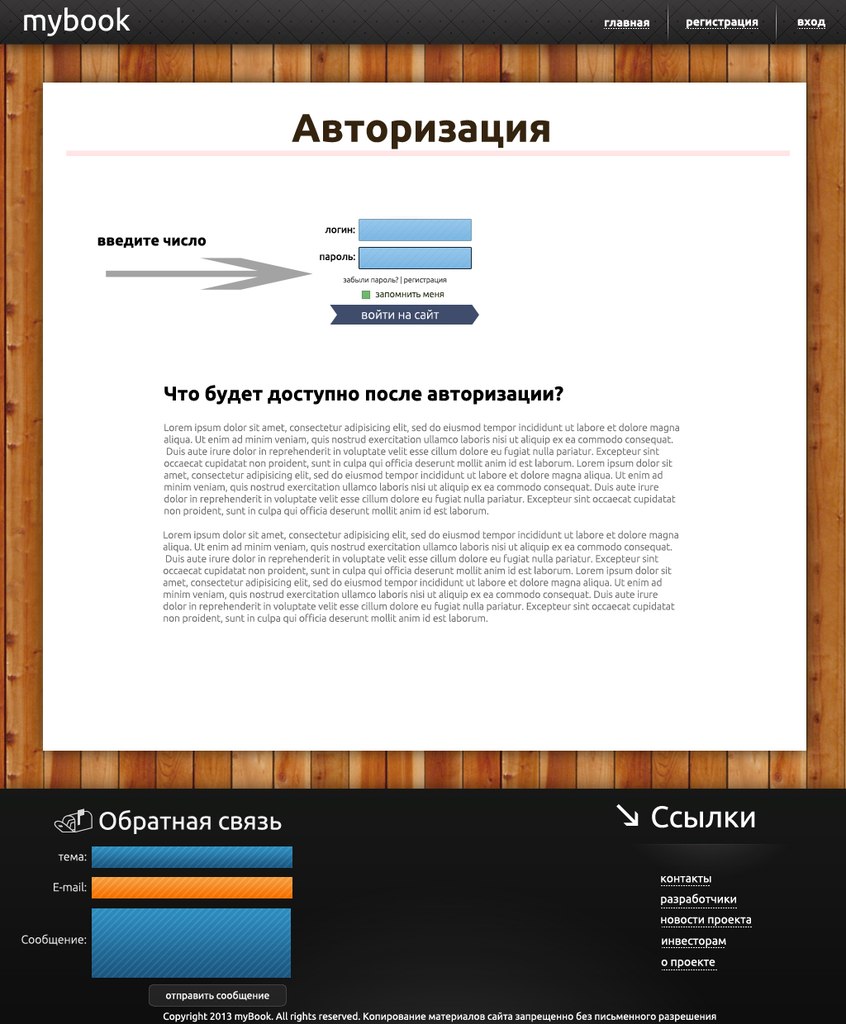 mybook
главная
регистрация
вход
Авторизация
введите число
логин:
пароль:
забыли пароль? | регистрация
запомнить меня
войти на сайт
Что будет доступно после авторизации?
Lorem ipsum dolor sit amet, consectetur adipisicing elit, sed do eiusmod tempor incididunt ut labore et dolore magna
aliqua. Ut enim ad minim veniam, quis nostrud exercitation ullamco laboris nisi ut aliquip ex ea commodo consequat.
Duis aute irure dolor in reprehenderit in voluptate velit esse cillum dolore eu fugiat nulla pariatur. Excepteur sint
occaecat cupidatat non proident, sunt in culpa qui officia deserunt mollit anim id est laborum. Lorem ipsum dolor sit
amet, consectetur adipisicing elit, sed do eiusmod tempor incididunt ut labore et dolore magna aliqua. Ut enim ad
minim veniam, quis nostrud exercitation ullamco laboris nisi ut aliquip ex ea commodo consequat. Duis aute irure
dolor in reprehenderit in voluptate velit esse cillum dolore eu fugiat nulla pariatur. Excepteur sint occaecat cupidatat
non proident, sunt in culpa qui officia deserunt mollit anim id est laborum.
Lorem ipsum dolor sit amet, consectetur adipisicing elit, sed do eiusmod tempor incididunt ut labore et dolore magna
aliqua. Ut enim ad minim veniam, quis nostrud exercitation ullamco laboris nisi ut aliquip ex ea commodo consequat.
Duis aute irure dolor in reprehenderit in voluptate velit esse cillum dolore eu fugiat nulla pariatur. Excepteur sint
occaecat cupidatat non proident, sunt in culpa qui officia deserunt mollit anim id est laborum. Lorem ipsum dolor sit
amet, consectetur adipisicing elit, sed do eiusmod tempor incididunt ut labore et dolore magna aliqua. Ut enim ad
minim veniam, quis nostrud exercitation ullamco laboris nisi ut aliquip ex ea commodo consequat. Duis aute irure
dolor in reprehenderit in voluptate velit esse cillum dolore eu fugiat nulla pariatur. Excepteur sint occaecat cupidatat
non proident, sunt in culpa qui officia deserunt mollit anim id est laborum.
Обратная связь
тема:
E-mail:
Сообщение:
отправить сообщение
Ссылки
контакты
разработчики
новости проекта
инвесторам
о проекте
Copyright 2013 myBook. All rights reserved. Копирование материалов сайта запрещенно без письменного разрешения